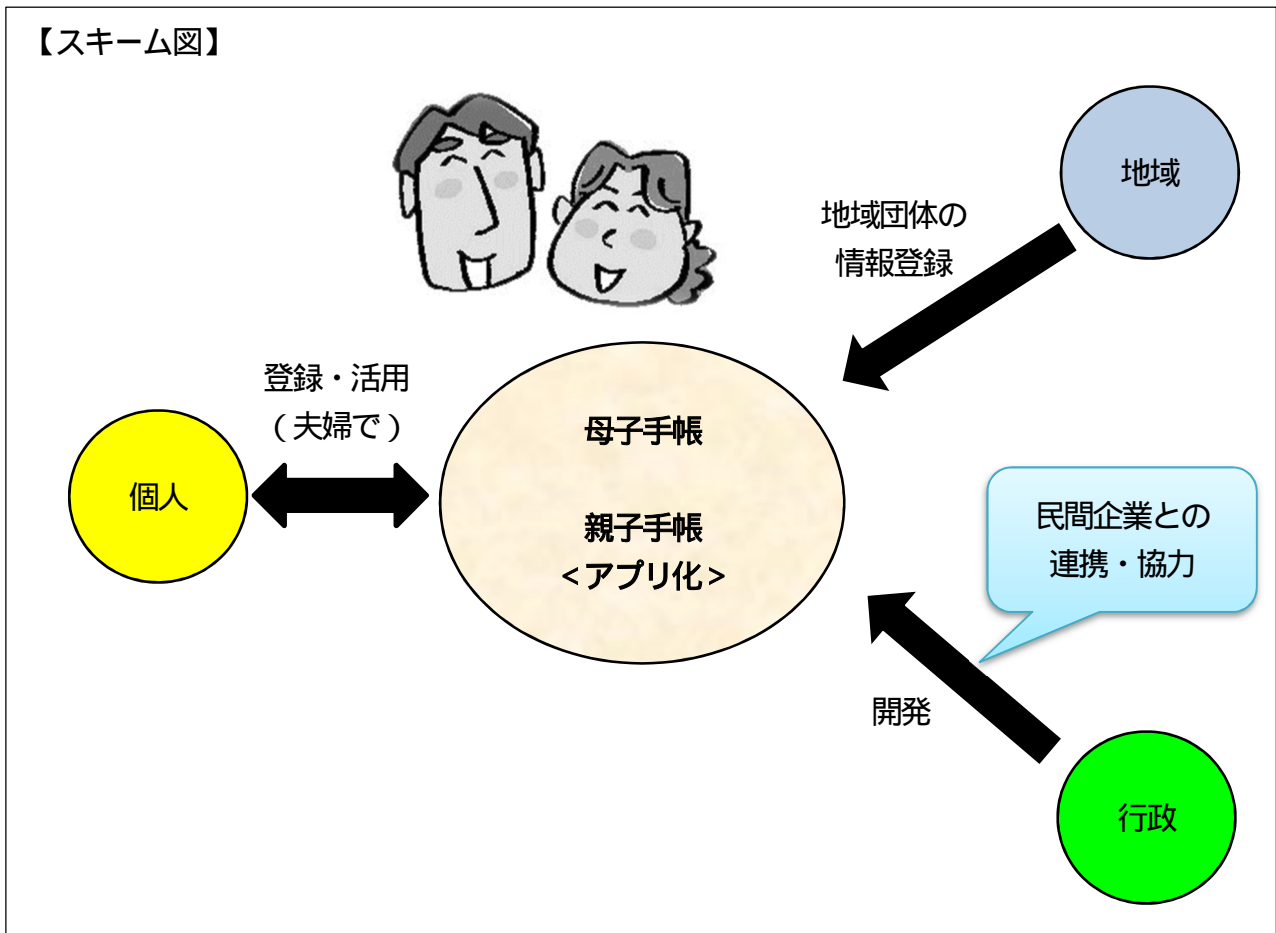 【スキーム図】
地域
地域団体の
情報登録
登録・活用
(夫婦で)
個人
母子手帳
親子手帳
<アプリ化>
民間企業との
連携・協力
開発
行政